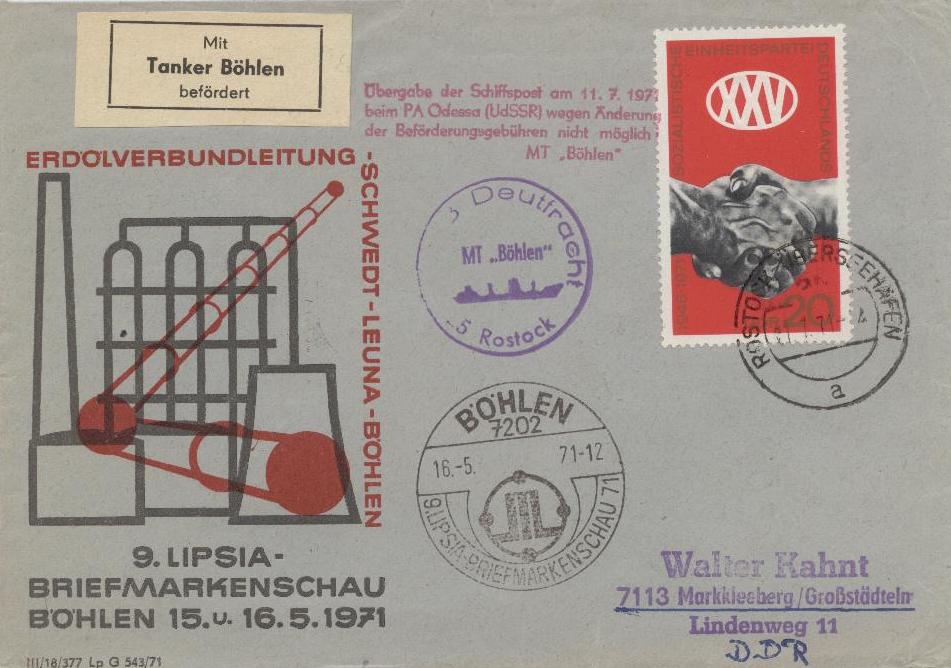 Mit
Tanker Böhlen
befördert
Übergabe der Schiffspost am 11. 7. 197
beim PA Odessa (UdSSR) wegen Änderung
der Beförderungsgebühren nicht möglich
MT „Böhlen"
ERDÖLVERBUNDLEITUNG-
SCHWEDT-LEUNA-BÖHLEN
SOZIALISTISCHE EINHEITSPARTEI DEUTSCHLANDS
XXV
1946-1971
20
Deutfracht
MT „Böhlen"
5 Rostock
ROSTOCK ÜBERSEEHAFEN
a
BÖHLEN
7202
16.-5. 71-12
9. LIPSIA-BRIEFMARKENSCHAU 71
9. LIPSIA-
BRIEFMARKENSCHAU
BÖHLEN 15. u. 16. 5. 1971
Walter Kahnt
7113 Markkleeberg/Großstädteln
Lindenweg 11
DDR
III/18/377 Lp G 543/71